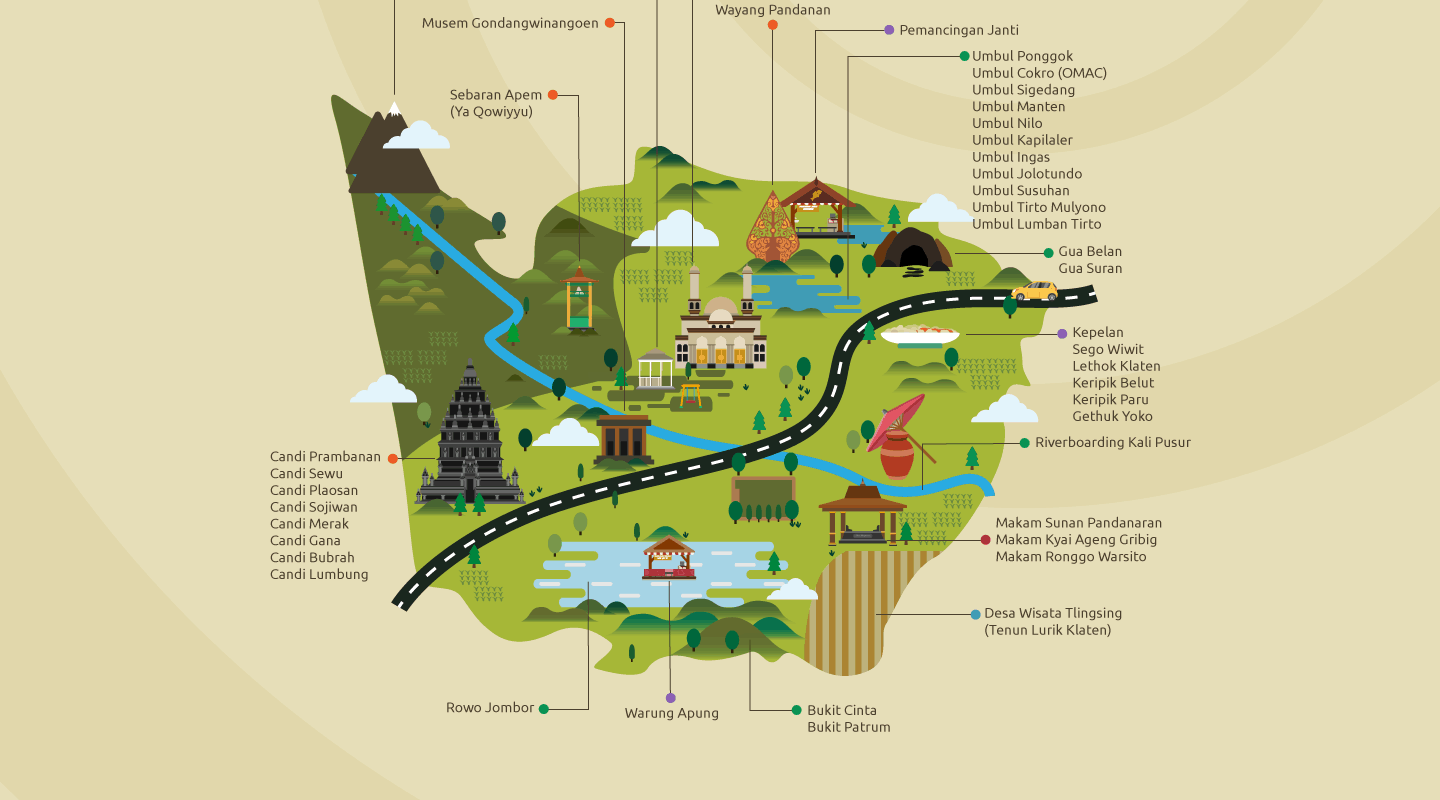 Wayang Pandanan
Musem Gondangwinangoen
Pemancingan Janti
Umbul Ponggok
Umbul Cokro (OMAC)
Umbul Sigedang
Umbul Manten
Umbul Nilo
Umbul Kapilaler
Umbul Ingas
Umbul Jolotundo
Umbul Susuhan
Umbul Tirto Mulyono
Umbul Lumban Tirto
Sebaran Apem
(Ya Qowiyyu)
Gua Belan
Gua Suran
Kepelan
Sego Wiwit
Lethok Klaten
Keripik Belut
Keripik Paru
Gethuk Yoko
Riverboarding Kali Pusur
Candi Prambanan
Candi Sewu
Candi Plaosan
Candi Sojiwan
Candi Merak
Candi Gana
Candi Bubrah
Candi Lumbung
Makam Sunan Pandanaran
Makam Kyai Ageng Gribig
Makam Ronggo Warsito
Desa Wisata Tlingsing
(Tenun Lurik Klaten)
Rowo Jombor
Warung Apung
Bukit Cinta
Bukit Patrum